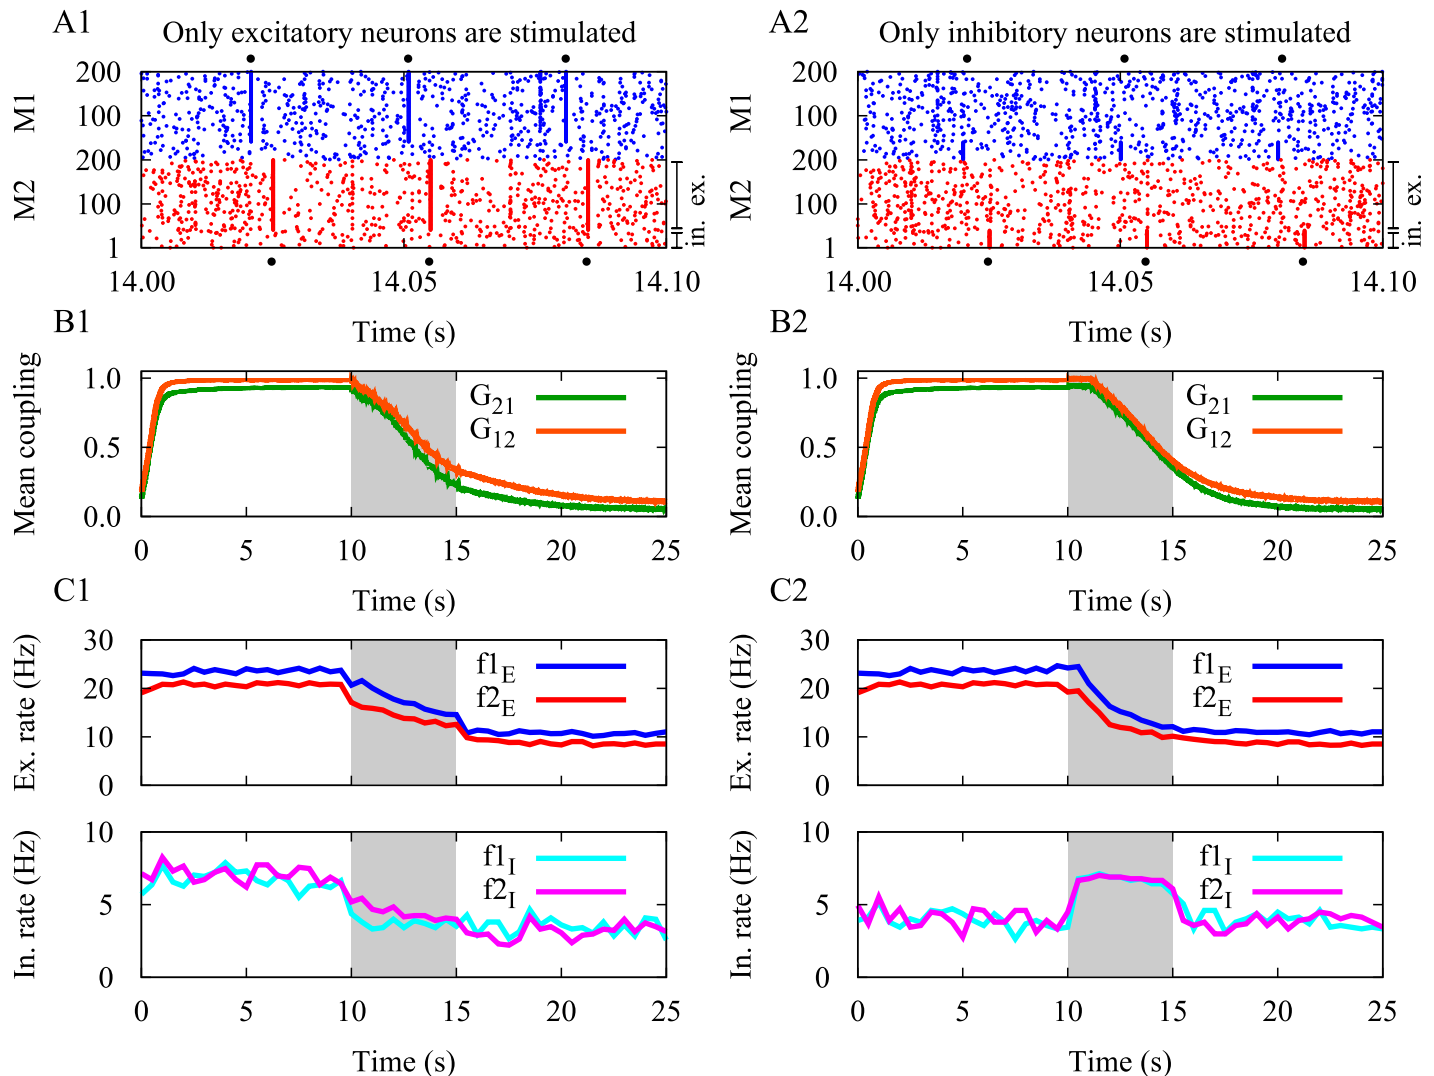 A1
Only excitatory neurons are stimulated
M1
M2
200
100
200
100
1
in. ex.
14.00 14.05 14.10
Time (s)
A2
Only inhibitory neurons are stimulated
M1
M2
200
100
200
100
1
in. ex.
14.00 14.05 14.10
Time (s)
B1
Mean coupling
1.0
0.5
0.0
G21
G12
0 5 10 15 20 25
Time (s)
B2
Mean coupling
1.0
0.5
0.0
G21
G12
0 5 10 15 20 25
Time (s)
C1
Ex. rate (Hz)
30
20
10
0
f1E
f2E
In. rate (Hz)
10
5
0
f1I
f2I
0 5 10 15 20 25
Time (s)
C2
Ex. rate (Hz)
30
20
10
0
f1E
f2E
In. rate (Hz)
10
5
0
f1I
f2I
0 5 10 15 20 25
Time (s)